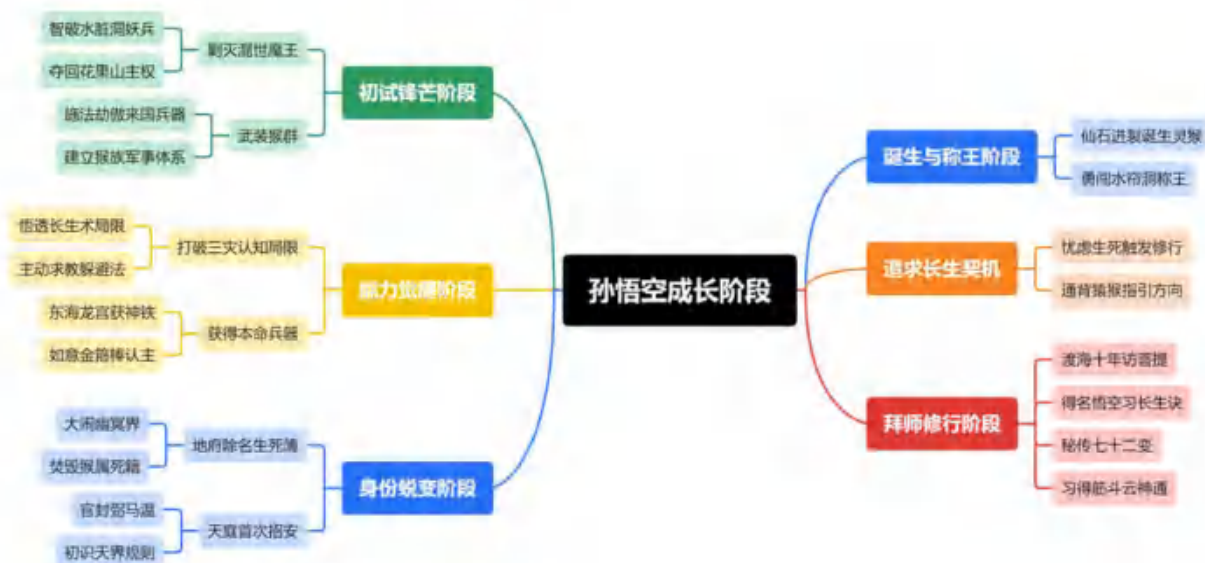 孙悟空成长阶段
诞生与称王阶段
仙石迸裂诞生灵猴
勇闯水帘洞称王
追求长生契机
忧虑生死触发修行
通背猿猴指引方向
拜师修行阶段
渡海十年访菩提
得名悟空习长生诀
秘传七十二变
习得筋斗云神通
初试锋芒阶段
剿灭混世魔王
智破水脏洞妖兵
夺回花果山主权
武装猴群
施法劫傲来国兵器
建立猴族军事体系
能力觉醒阶段
打破三灾认知局限
悟透长生术局限
主动求教躲避法
获得本命兵器
东海龙宫获神铁
如意金箍棒认主
身份蜕变阶段
地府除名生死簿
大闹幽冥界
焚毁猴属死籍
天庭首次招安
官封弼马温
初识天界规则